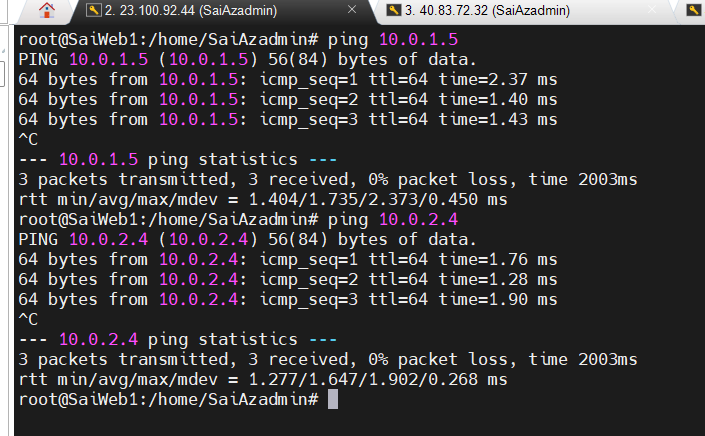 2. 23.100.92.44 (SaiAzadmin)
3. 40.83.72.32 (SaiAzadmin)
root@SaiWeb1:/home/SaiAzadmin# ping 10.0.1.5
PING 10.0.1.5 (10.0.1.5) 56(84) bytes of data.
64 bytes from 10.0.1.5: icmp_seq=1 ttl=64 time=2.37 ms
64 bytes from 10.0.1.5: icmp_seq=2 ttl=64 time=1.40 ms
64 bytes from 10.0.1.5: icmp_seq=3 ttl=64 time=1.43 ms
^C
--- 10.0.1.5 ping statistics ---
3 packets transmitted, 3 received, 0% packet loss, time 2003ms
rtt min/avg/max/mdev = 1.404/1.735/2.373/0.450 ms
root@SaiWeb1:/home/SaiAzadmin# ping 10.0.2.4
PING 10.0.2.4 (10.0.2.4) 56(84) bytes of data.
64 bytes from 10.0.2.4: icmp_seq=1 ttl=64 time=1.76 ms
64 bytes from 10.0.2.4: icmp_seq=2 ttl=64 time=1.28 ms
64 bytes from 10.0.2.4: icmp_seq=3 ttl=64 time=1.90 ms
^C
--- 10.0.2.4 ping statistics ---
3 packets transmitted, 3 received, 0% packet loss, time 2003ms
rtt min/avg/max/mdev = 1.277/1.647/1.902/0.268 ms
root@SaiWeb1:/home/SaiAzadmin#